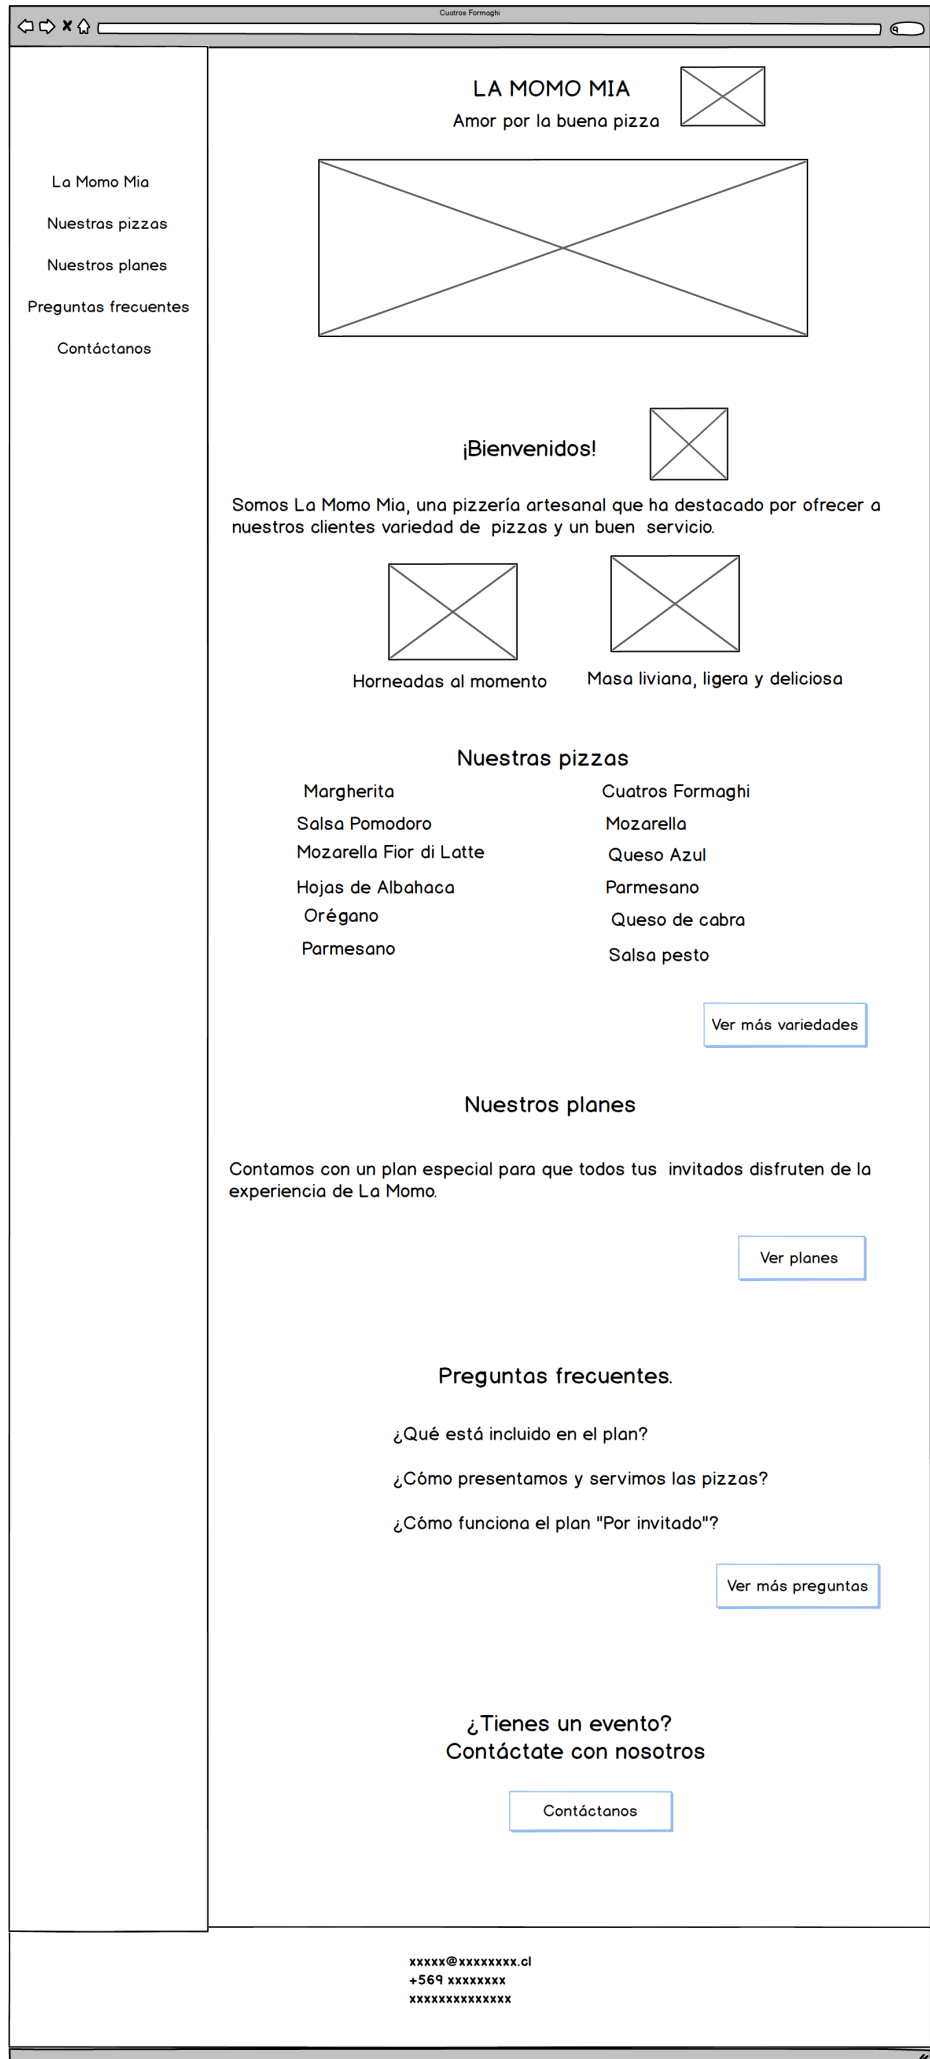 Cuatros Formaghi
La Momo Mia
Nuestras pizzas
Nuestros planes
Preguntas frecuentes
Contáctanos
LA MOMO MIA
Amor por la buena pizza
¡Bienvenidos!
Somos La Momo Mia, una pizzería artesanal que ha destacado por ofrecer a
nuestros clientes variedad de pizzas y un buen servicio.
Horneadas al momento
Masa liviana, ligera y deliciosa
Nuestras pizzas
Margherita
Salsa Pomodoro
Mozarella Fior di Latte
Hojas de Albahaca
Orégano
Parmesano
Cuatros Formaghi
Mozarella
Queso Azul
Parmesano
Queso de cabra
Salsa pesto
Ver más variedades
Nuestros planes
Contamos con un plan especial para que todos tus invitados disfruten de la
experiencia de La Momo.
Ver planes
Preguntas frecuentes.
¿Qué está incluido en el plan?
¿Cómo presentamos y servimos las pizzas?
¿Cómo funciona el plan "Por invitado"?
Ver más preguntas
¿Tienes un evento?
Contáctate con nosotros
Contáctanos
xxxxx@xxxxxxxx.cl
+569 xxxxxxxx
xxxxxxxxxxxxxx